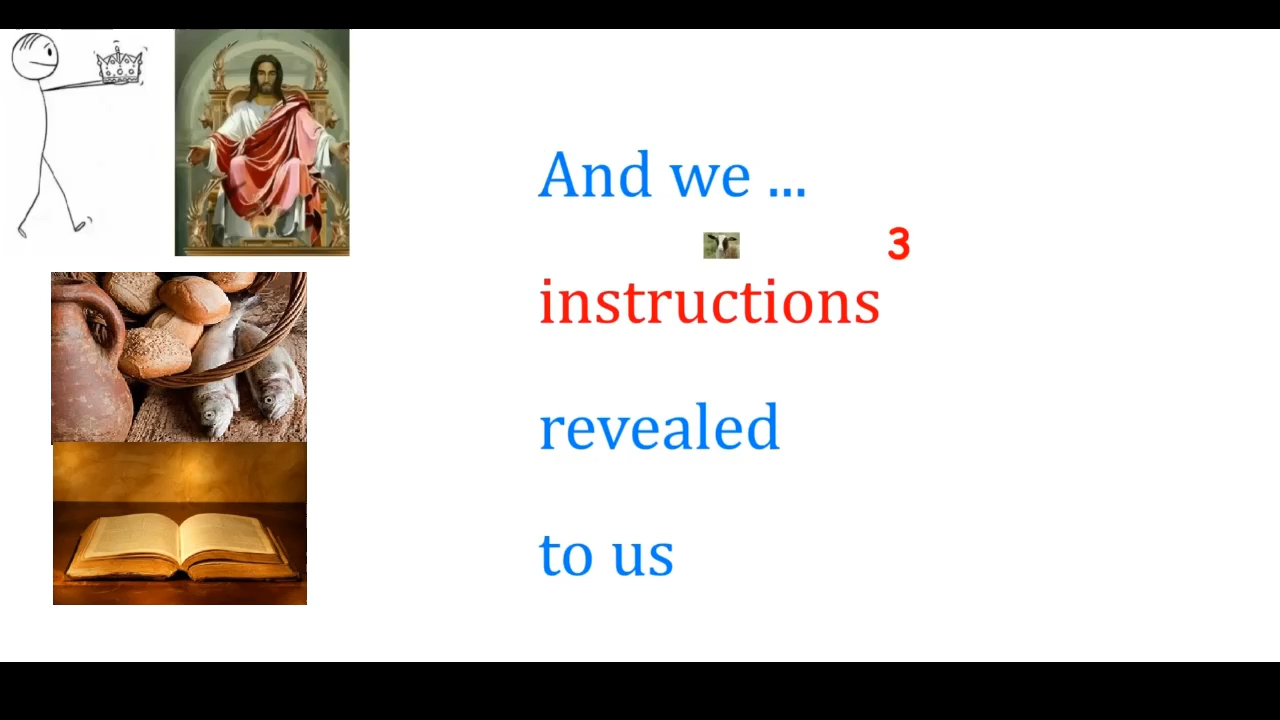 And we ...
3
instructions
revealed
to us